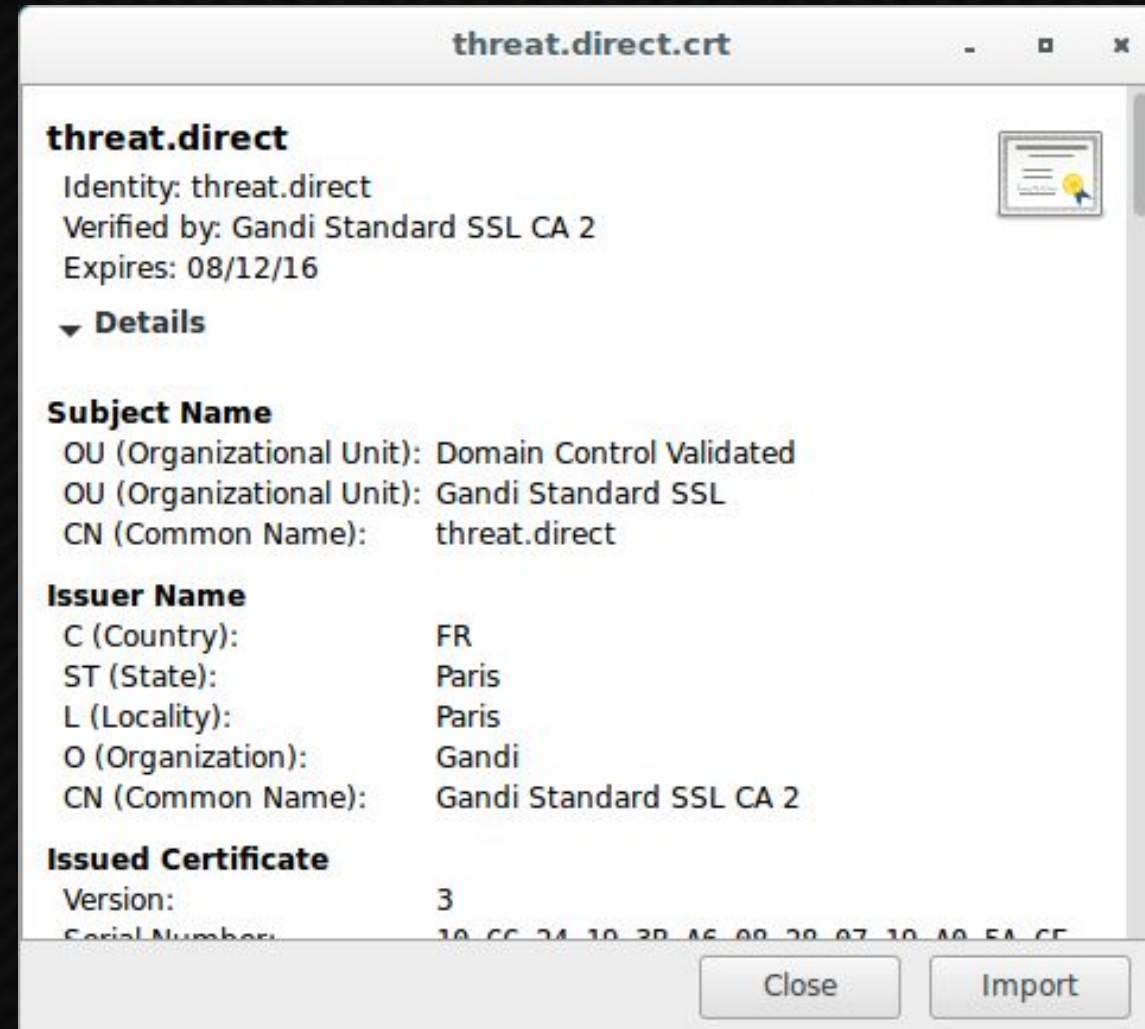 threat.direct.crt
threat.direct
Identity: threat.direct
Verified by: Gandi Standard SSL CA 2
Expires: 08/12/16
Details
Subject Name
OU (Organizational Unit): Domain Control Validated
OU (Organizational Unit): Gandi Standard SSL
CN (Common Name): threat.direct
Issuer Name
C (Country): FR
ST (State): Paris
L (Locality): Paris
O (Organization): Gandi
CN (Common Name): Gandi Standard SSL CA 2
Issued Certificate
Version: 3
Serial Number:
Close Import